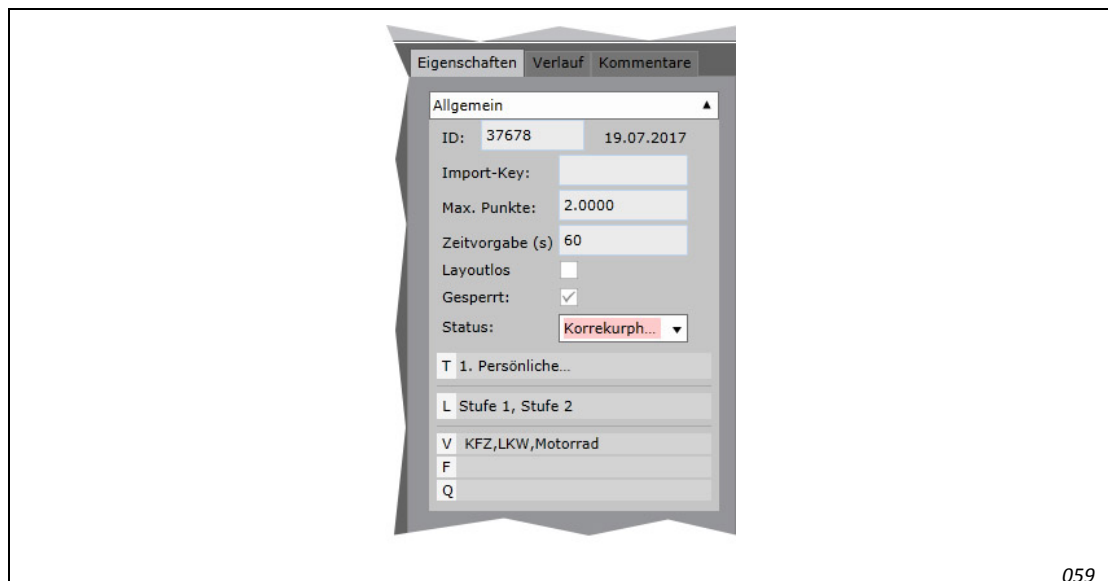 Eigenschaften Verlauf Kommentare
Allgemein
ID: 37678 19.07.2017
Import-Key:
Max. Punkte: 2.0000
Zeitvorgabe (s) 60
Layoutlos
Gesperrt:
Status: Korrekurph...
T 1. Persönliche...
L Stufe 1, Stufe 2
V KFZ,LKW,Motorrad
F
Q
059